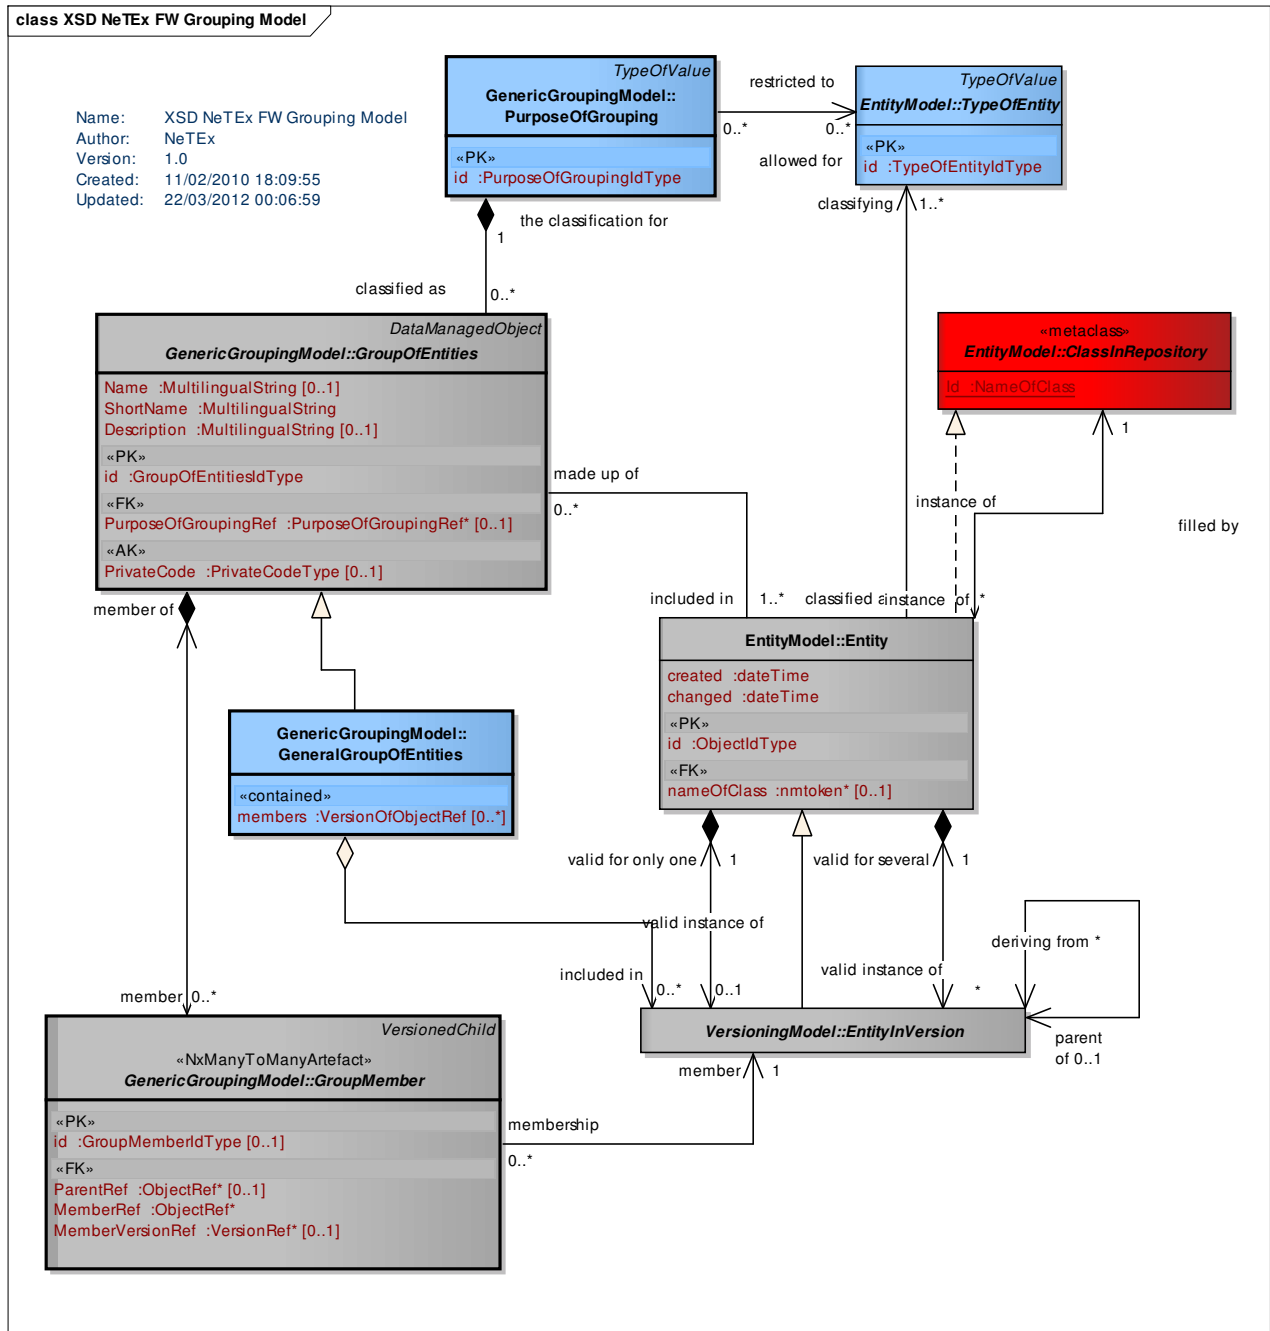 class XSD NeTEx FW Grouping Model
Name: XSD NeTEx FW Grouping Model
Author: NeTEx
Version: 1.0
Created: 11/02/2010 18:09:55
Updated: 22/03/2012 00:06:59
TypeOfValue
GenericGroupingModel::
PurposeOfGrouping
«PK»
id :PurposeOfGroupingIdType
restricted to
0..*
0..*
allowed for
TypeOfValue
EntityModel::TypeOfEntity
«PK»
id :TypeOfEntityIdType
classifying
1..*
the classification for
1
classified as
0..*
DataManagedObject
GenericGroupingModel::GroupOfEntities
Name :MultilingualString [0..1]
ShortName :MultilingualString
Description :MultilingualString [0..1]
«PK»
id :GroupOfEntitiesIdType
«FK»
PurposeOfGroupingRef :PurposeOfGroupingRef* [0..1]
«AK»
PrivateCode :PrivateCodeType [0..1]
«metaclass»
EntityModel::ClassInRepository
Id :NameOfClass
1
made up of
0..*
instance of
filled by
member of
included in
1..*
classified a
instance of
*
EntityModel::Entity
created :dateTime
changed :dateTime
«PK»
id :ObjectIdType
«FK»
nameOfClass :nmtoken* [0..1]
GenericGroupingModel::
GeneralGroupOfEntities
«contained»
members :VersionOfObjectRef [0..*]
valid for only one
1
valid for several
1
valid instance of
deriving from *
included in
0..*
0..1
valid instance of
*
member
0..*
VersioningModel::EntityInVersion
parent
of 0..1
member
1
VersionedChild
«NxManyToManyArtefact»
GenericGroupingModel::GroupMember
«PK»
id :GroupMemberIdType [0..1]
«FK»
ParentRef :ObjectRef* [0..1]
MemberRef :ObjectRef*
MemberVersionRef :VersionRef* [0..1]
membership
0..*